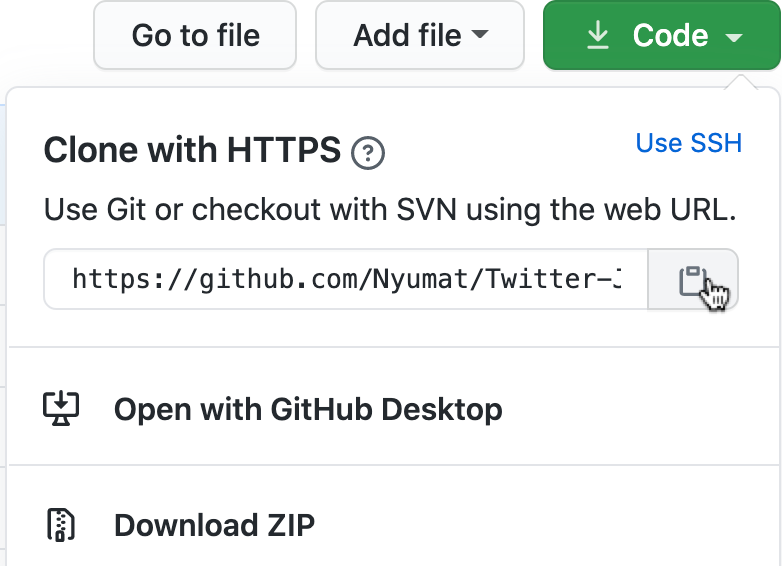 Go to file Add file Code
Clone with HTTPS Use SSH
Use Git or checkout with SVN using the web URL.
https://github.com/Nyumat/Twitter-J
Open with GitHub Desktop
Download ZIP